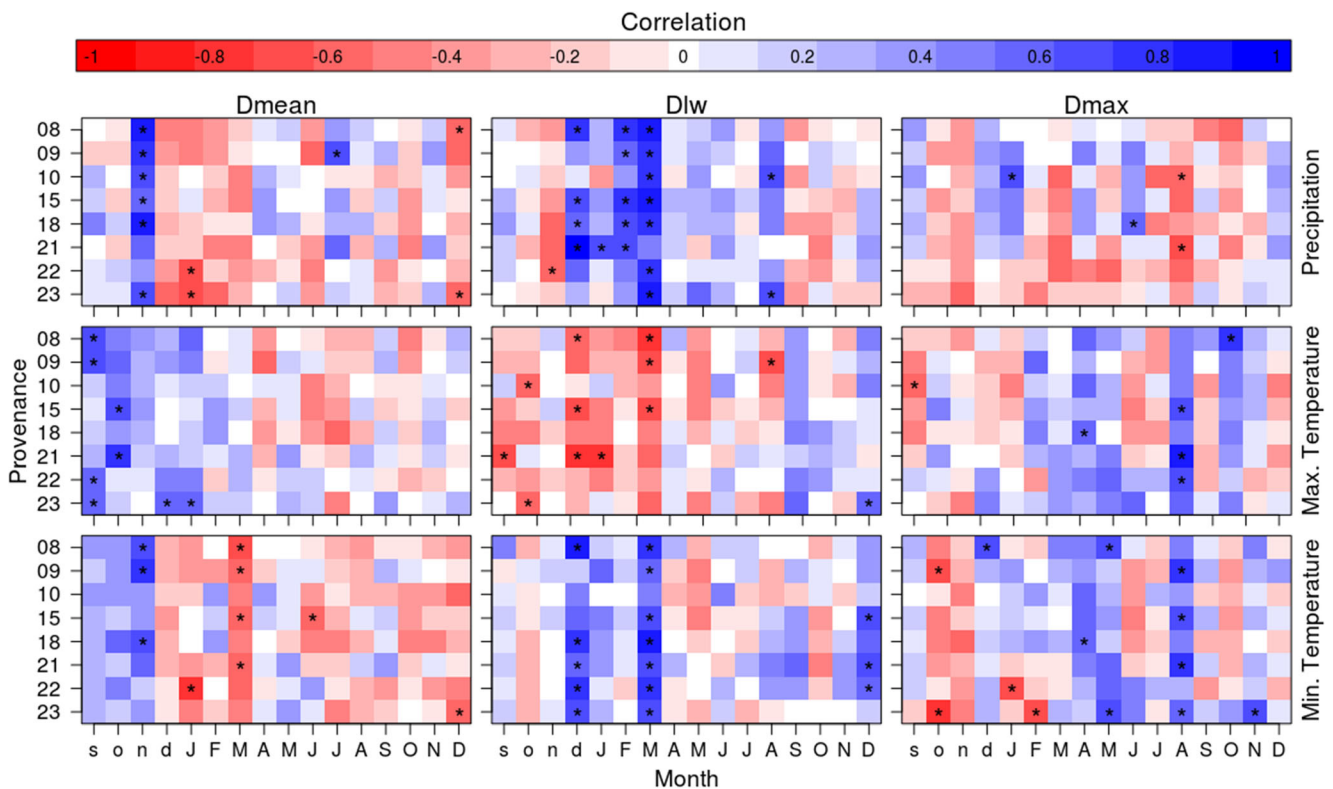 Correlation
-1 -0.8 -0.6 -0.4 -0.2 0 0.2 0.4 0.6 0.8 1
Dmean Dlw Dmax
08
09
10
15
18
21
22
23
Precipitation
08
09
10
15
18
21
22
23
Max. Temperature
Provenance
08
09
10
15
18
21
22
23
Min. Temperature
s o n d J F M A M J J A S O N D s o n d J F M A M J J A S O N D s o n d J F M A M J J A S O N D
Month